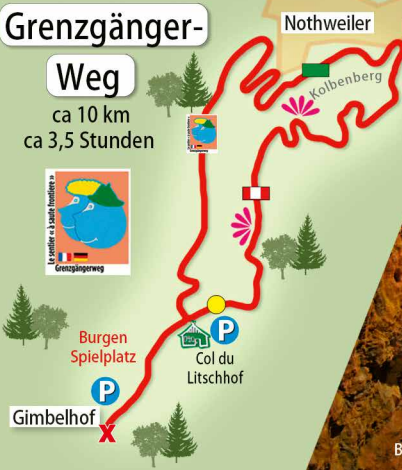 Grenzgänger-
Weg
ca 10 km
ca 3,5 Stunden
Nothweiler
Kolbenberg
Le sentier « à saute frontière »
Grenzgängerweg
Grenzgängerweg
P
Col du
Litschhof
Burgen
Spielplatz
P
Gimbelhof
X
B